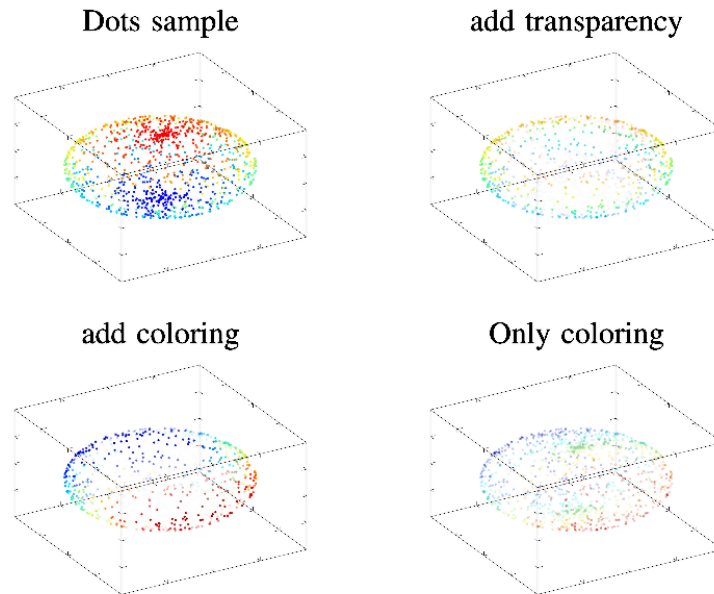 Dots sample
add transparency
add coloring
Only coloring